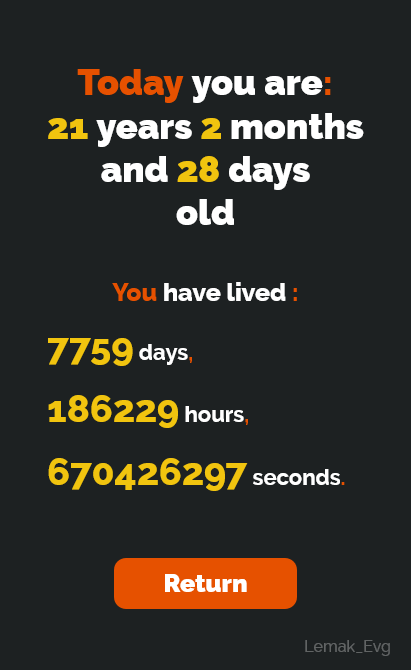 Today you are:
21 years 2 months
and 28 days
old
You have lived :
7759 days,
186229 hours,
670426297 seconds.
Return
Lemak_Evg